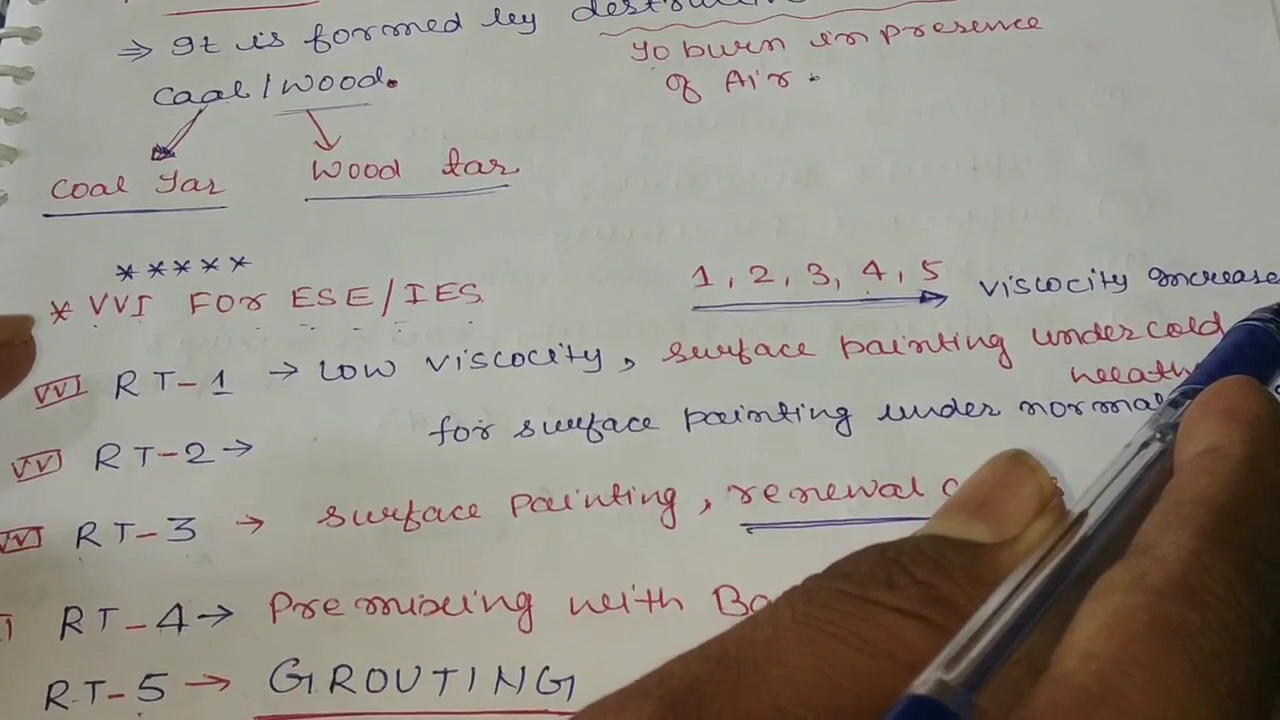 ⇒ It is formed by
To burn in presence
Coal / Wood.
of Air.
Coal Tar
Wood tar
*****
* VVI FOR ESE/IES
1, 2, 3, 4, 5 viscocity increase
VVI RT-1 → Low viscocity, surface painting under cold
VV RT-2 → for surface painting under normal
RT-3 → surface painting, renewal
RT-4 → Premixing with
RT-5 → GROUTING